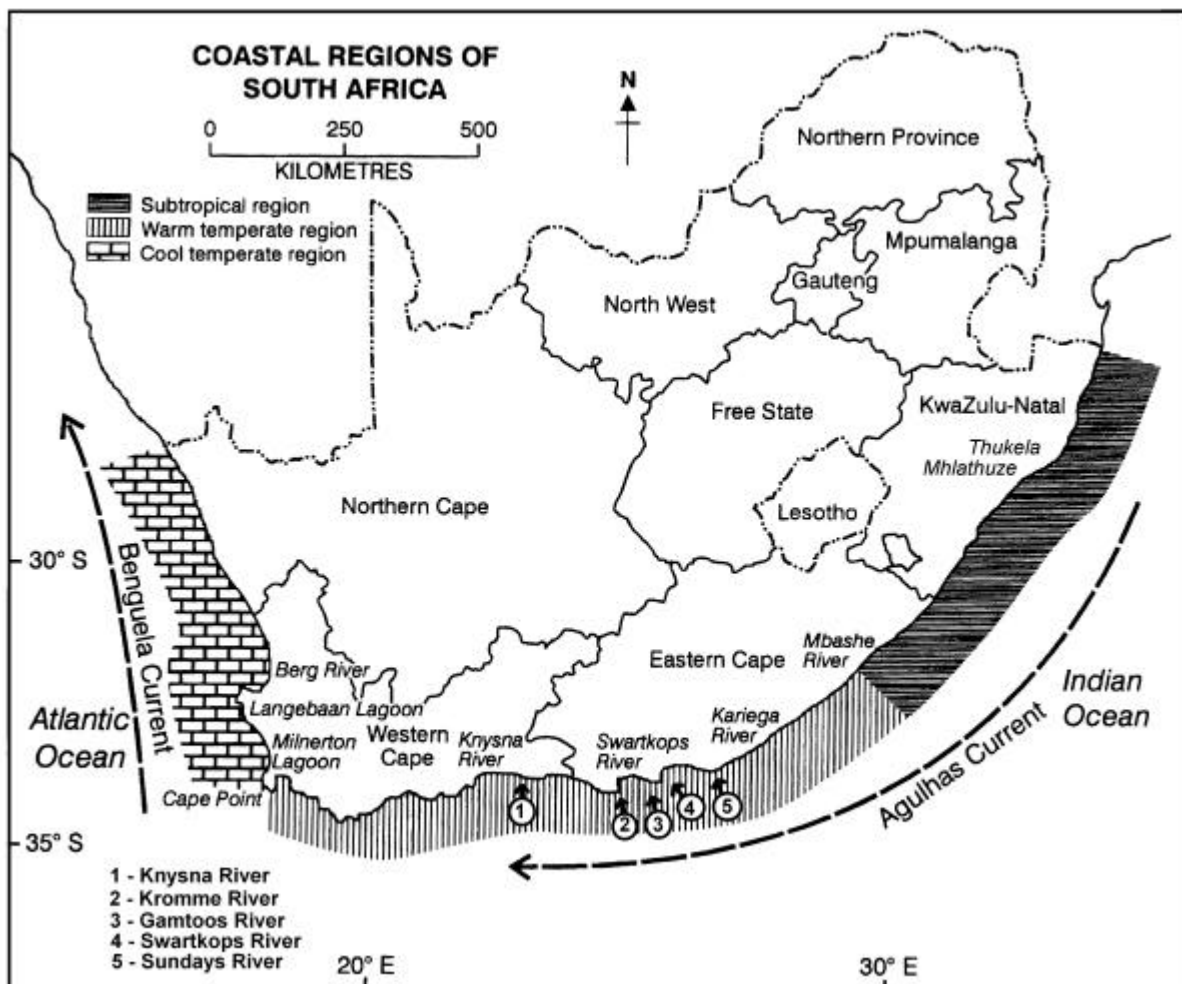 COASTAL REGIONS OF
SOUTH AFRICA
0 250 500
KILOMETRES
N
Subtropical region
Warm temperate region
Cool temperate region
Northern Province
Mpumalanga
Gauteng
North West
Free State
KwaZulu-Natal
Thukela
Mhlathuze
Northern Cape
Lesotho
30° S
Benguela Current
Atlantic
Ocean
Berg River
Langebaan Lagoon
Milnerton
Lagoon
Western
Cape
Cape Point
Knysna
River
Eastern Cape
Mbashe
River
Kariega
River
Swartkops
River
Indian
Ocean
Agulhas Current
1
2
3
4
5
35° S
1 - Knysna River
2 - Kromme River
3 - Gamtoos River
4 - Swartkops River
5 - Sundays River
20° E
30° E